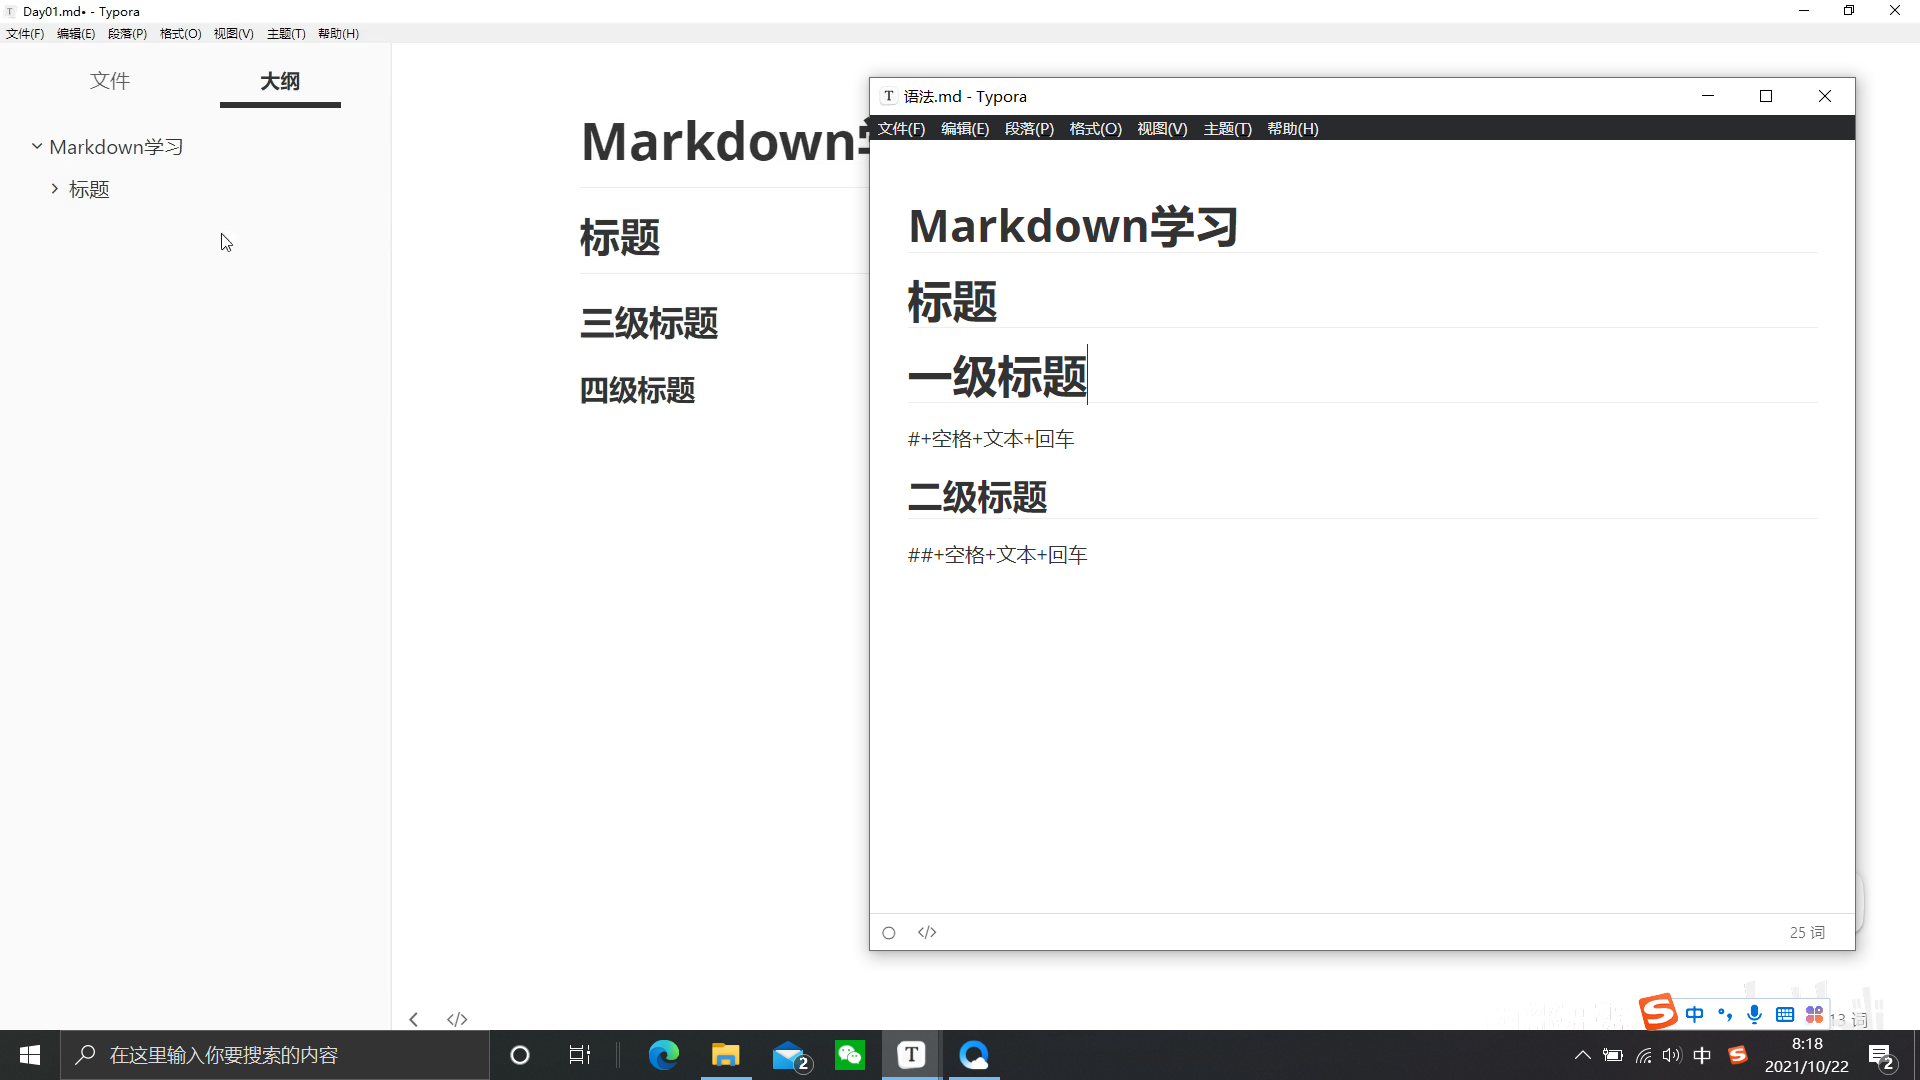 Day01.md• - Typora
文件(F) 编辑(E) 段落(P) 格式(O) 视图(V) 主题(T) 帮助(H)
文件 大纲
Markdown学习
标题
Markdown
标题
三级标题
四级标题
语法.md - Typora
文件(F) 编辑(E) 段落(P) 格式(O) 视图(V) 主题(T) 帮助(H)
Markdown学习
标题
一级标题
#+空格+文本+回车
二级标题
##+空格+文本+回车
25 词
中
13 词
在这里输入你要搜索的内容
2
中
8:18
2021/10/22
2